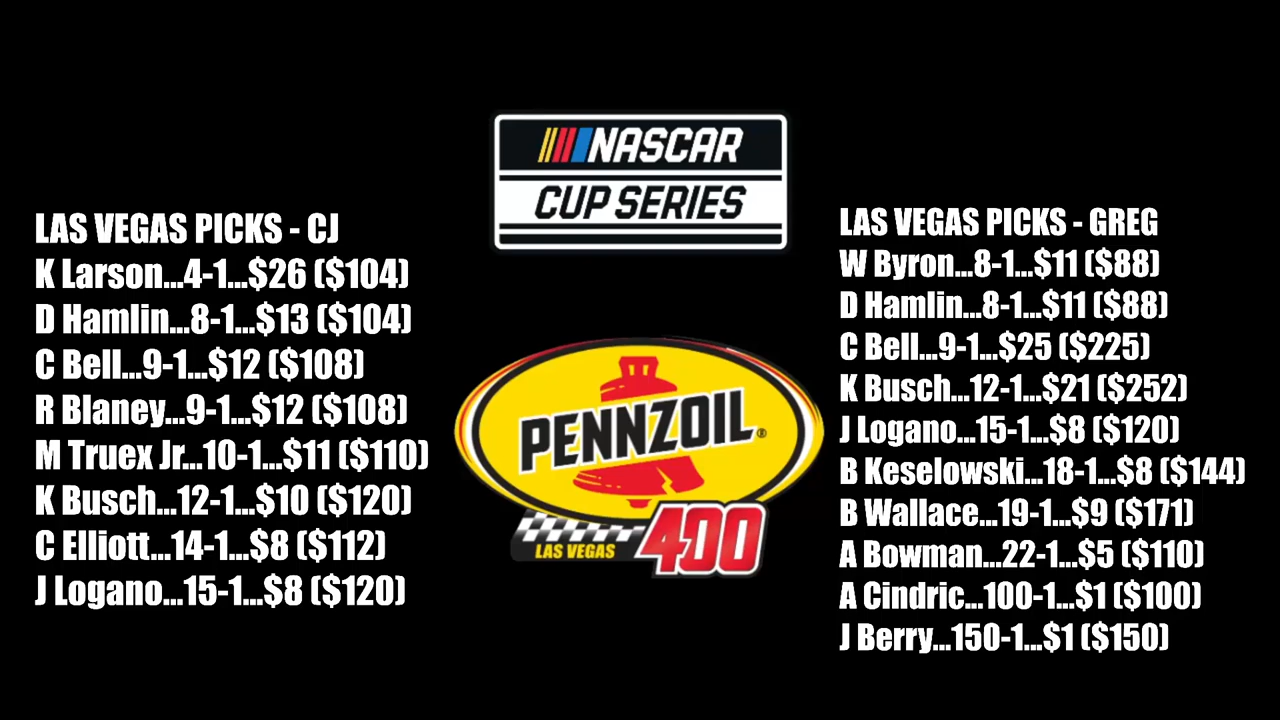 LAS VEGAS PICKS - CJ
K Larson...4-1...$26 ($104)
D Hamlin...8-1...$13 ($104)
C Bell...9-1...$12 ($108)
R Blaney...9-1...$12 ($108)
M Truex Jr...10-1...$11 ($110)
K Busch...12-1...$10 ($120)
C Elliott...14-1...$8 ($112)
J Logano...15-1...$8 ($120)
NASCAR
CUP SERIES
PENNZOIL®
LAS VEGAS 400
LAS VEGAS PICKS - GREG
W Byron...8-1...$11 ($88)
D Hamlin...8-1...$11 ($88)
C Bell...9-1...$25 ($225)
K Busch...12-1...$21 ($252)
J Logano...15-1...$8 ($120)
B Keselowski...18-1...$8 ($144)
B Wallace...19-1...$9 ($171)
A Bowman...22-1...$5 ($110)
A Cindric...100-1...$1 ($100)
J Berry...150-1...$1 ($150)